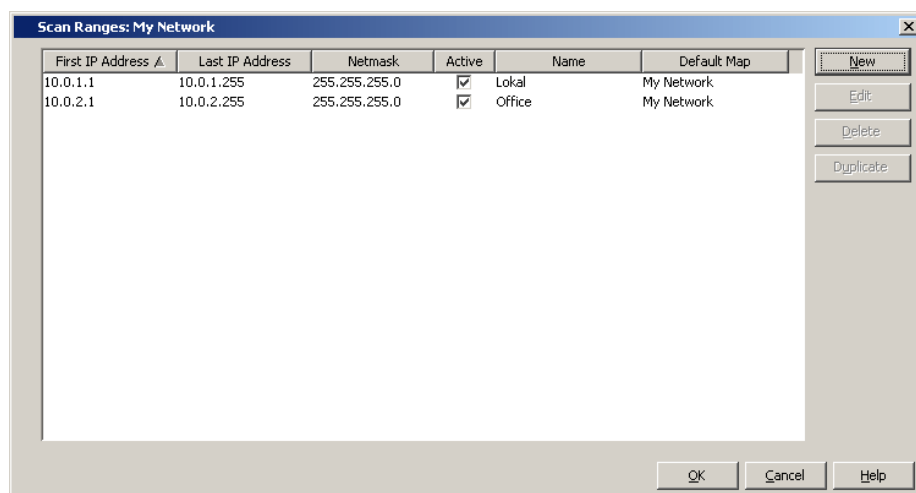 Scan Ranges: My Network
First IP Address Last IP Address Netmask Active Name Default Map
10.0.1.1 10.0.1.255 255.255.255.0 Lokal My Network
10.0.2.1 10.0.2.255 255.255.255.0 Office My Network
New
Edit
Delete
Duplicate
OK Cancel Help